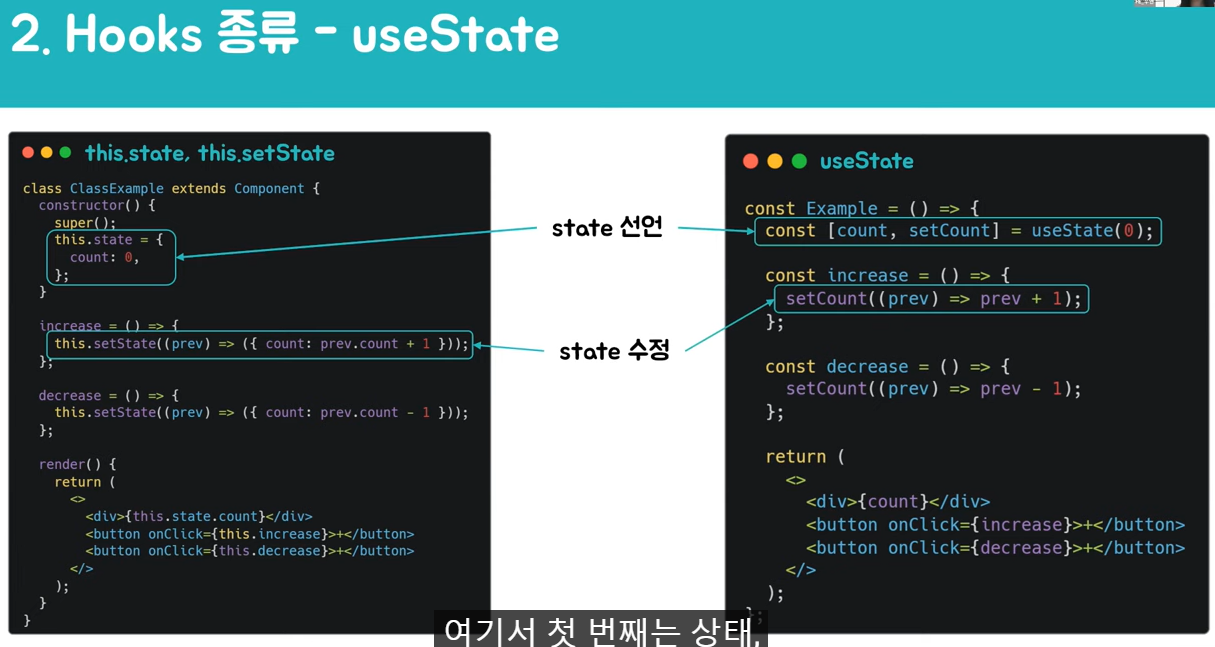 2. Hooks 종류 - useState
this.state, this.setState
class ClassExample extends Component {
constructor() {
super();
this.state = {
count: 0,
};
}
increase = () => {
this.setState((prev) => ({ count: prev.count + 1 }));
};
decrease = () => {
this.setState((prev) => ({ count: prev.count - 1 }));
};
render() {
return (
<>
<div>{this.state.count}</div>
<button onClick={this.increase}>+</button>
<button onClick={this.decrease}>+</button>
</>
);
}
}
state 선언
state 수정
useState
const Example = () => {
const [count, setCount] = useState(0);
const increase = () => {
setCount((prev) => prev + 1);
};
const decrease = () => {
setCount((prev) => prev - 1);
};
return (
<>
<div>{count}</div>
<button onClick={increase}>+</button>
<button onClick={decrease}>+</button>
</>
);
};
여기서 첫 번째는 상태,